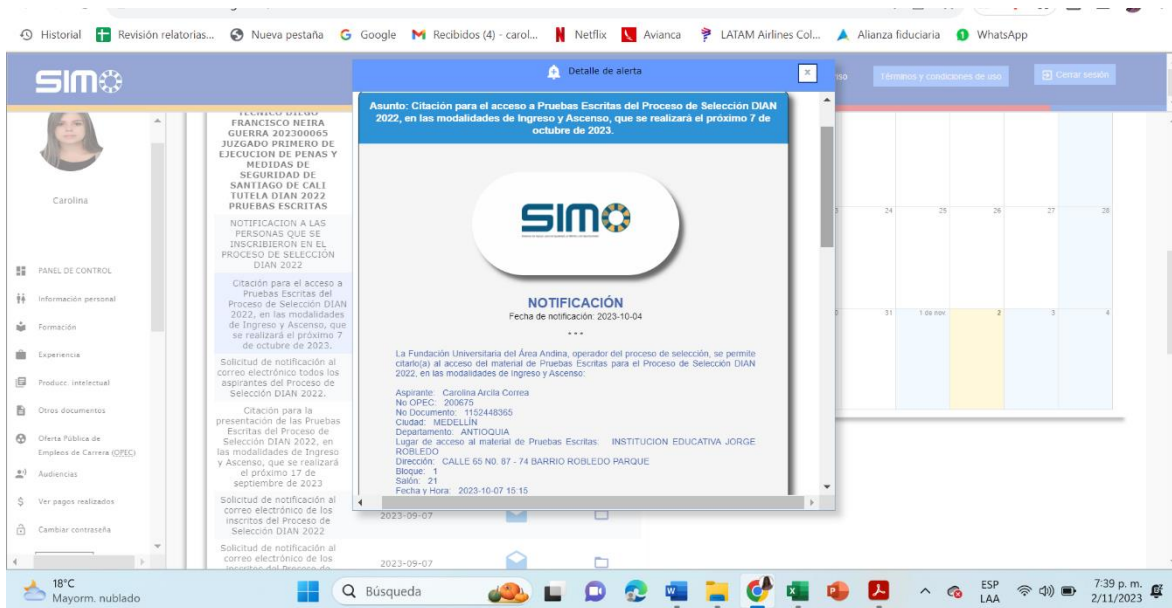 Historial
Revisión relatorias...
Nueva pestaña
Google
Recibidos (4) - carol...
Netflix
Avianca
LATAM Airlines Col...
Alianza fiduciaria
WhatsApp
SIMO
Detalle de alerta
x
Términos y condiciones de uso
Cerrar sesión
Carolina
PANEL DE CONTROL
Información personal
Formación
Experiencia
Producc. intelectual
Otros documentos
Oferta Pública de
Empleos de Carrera (OPEC)
Audiencias
Ver pagos realizados
Cambiar contraseña
FRANCISCO NEIRA
GUERRA 202300065
JUZGADO PRIMERO DE
EJECUCION DE PENAS Y
MEDIDAS DE
SEGURIDAD DE
SANTIAGO DE CALI
TUTELA DIAN 2022
PRUEBAS ESCRITAS
NOTIFICACION A LAS
PERSONAS QUE SE
INSCRIBIERON EN EL
PROCESO DE SELECCIÓN
DIAN 2022
Citación para el acceso a
Pruebas Escritas del
Proceso de Selección DIAN
2022, en las modalidades
de Ingreso y Ascenso, que
se realizará el próximo 7
de octubre de 2023.
Solicitud de notificación al
correo electrónico todos los
aspirantes del Proceso de
Selección DIAN 2022.
Citación para la
presentación de las Pruebas
Escritas del Proceso de
Selección DIAN 2022, en
las modalidades de Ingreso
y Ascenso, que se realizará
el próximo 17 de
septiembre de 2023
Solicitud de notificación al
correo electrónico de los
inscritos del Proceso de
Selección DIAN 2022
2023-09-07
Solicitud de notificación al
correo electrónico de los
2023-09-07
Asunto: Citación para el acceso a Pruebas Escritas del Proceso de Selección DIAN
2022, en las modalidades de Ingreso y Ascenso, que se realizará el próximo 7 de
octubre de 2023.
SIMO
NOTIFICACIÓN
Fecha de notificación: 2023-10-04
* * *
La Fundación Universitaria del Área Andina, operador del proceso de selección, se permite
citarlo(a) al acceso del material de Pruebas Escritas para el Proceso de Selección DIAN
2022, en las modalidades de Ingreso y Ascenso:
Aspirante: Carolina Arcila Correa
No OPEC: 200675
No Documento: 1152448365
Ciudad: MEDELLÍN
Departamento: ANTIOQUIA
Lugar de acceso al material de Pruebas Escritas: INSTITUCION EDUCATIVA JORGE
ROBLEDO
Dirección: CALLE 65 N0. 87 - 74 BARRIO ROBLEDO PARQUE
Bloque: 1
Salón: 21
Fecha y Hora: 2023-10-07 15:15
24 25 26 27 28
31 1 de nov 2 3 4
18°C
Mayorm. nublado
Búsqueda
ESP
LAA
7:39 p. m.
2/11/2023